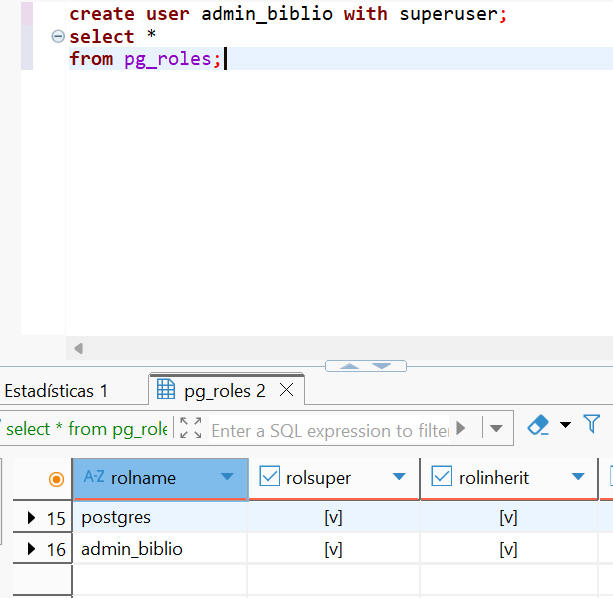 create user admin_biblio with superuser;
select *
from pg_roles;
Estadísticas 1 pg_roles 2
select * from pg_role Enter a SQL expression to filte
A-Z rolname rolsuper rolinherit
15 postgres [v] [v]
16 admin_biblio [v] [v]